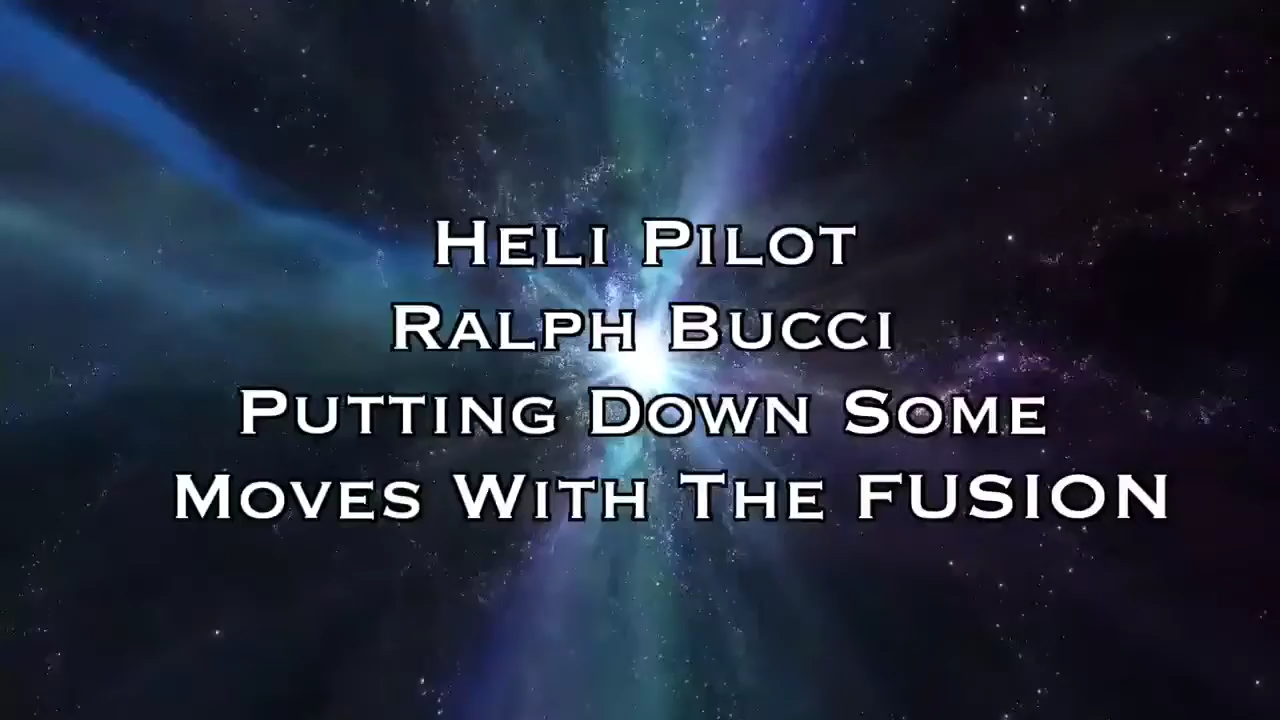 Heli Pilot
Ralph Bucci
Putting Down Some
Moves With The FUSION